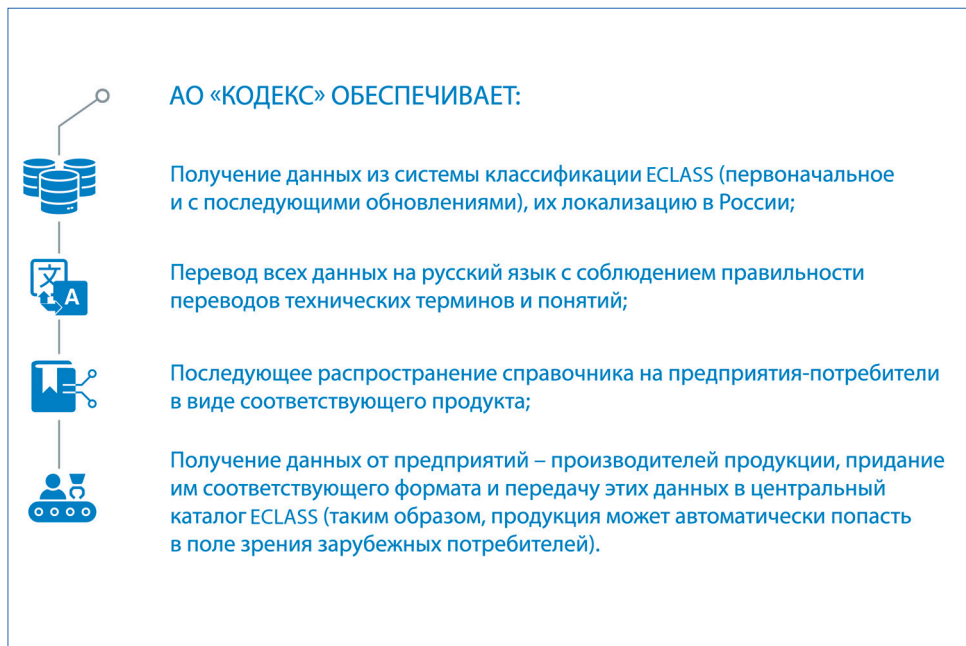 АО «КОДЕКС» ОБЕСПЕЧИВАЕТ:
Получение данных из системы классификации ECLASS (первоначальное
и с последующими обновлениями), их локализацию в России;
Перевод всех данных на русский язык с соблюдением правильности
переводов технических терминов и понятий;
Последующее распространение справочника на предприятия-потребители
в виде соответствующего продукта;
Получение данных от предприятий – производителей продукции, придание
им соответствующего формата и передачу этих данных в центральный
каталог ECLASS (таким образом, продукция может автоматически попасть
в поле зрения зарубежных потребителей).
文
A